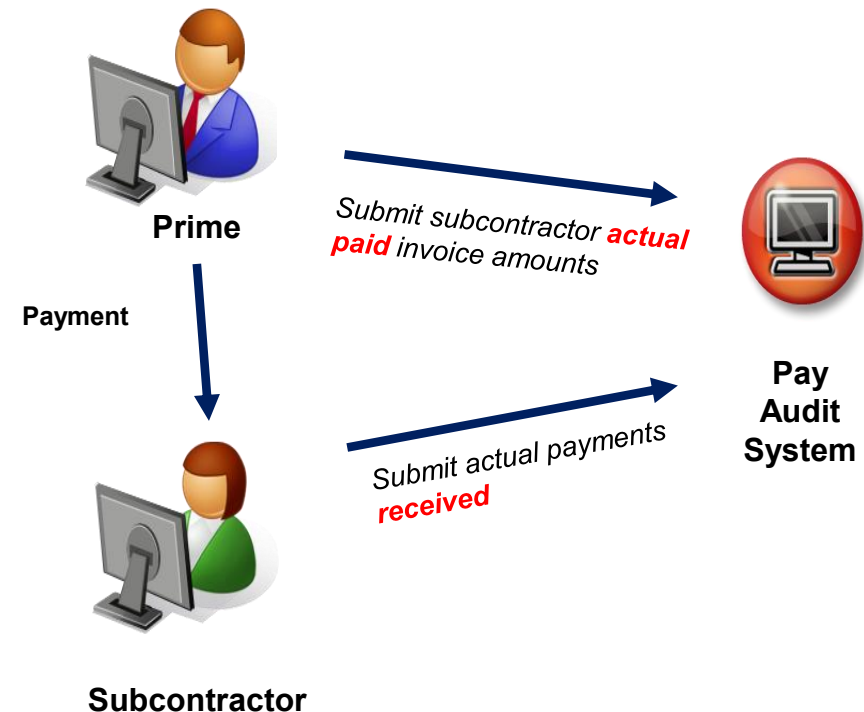 Prime
Submit subcontractor actual
paid invoice amounts
Payment
Pay
Audit
System
Submit actual payments
received
Subcontractor